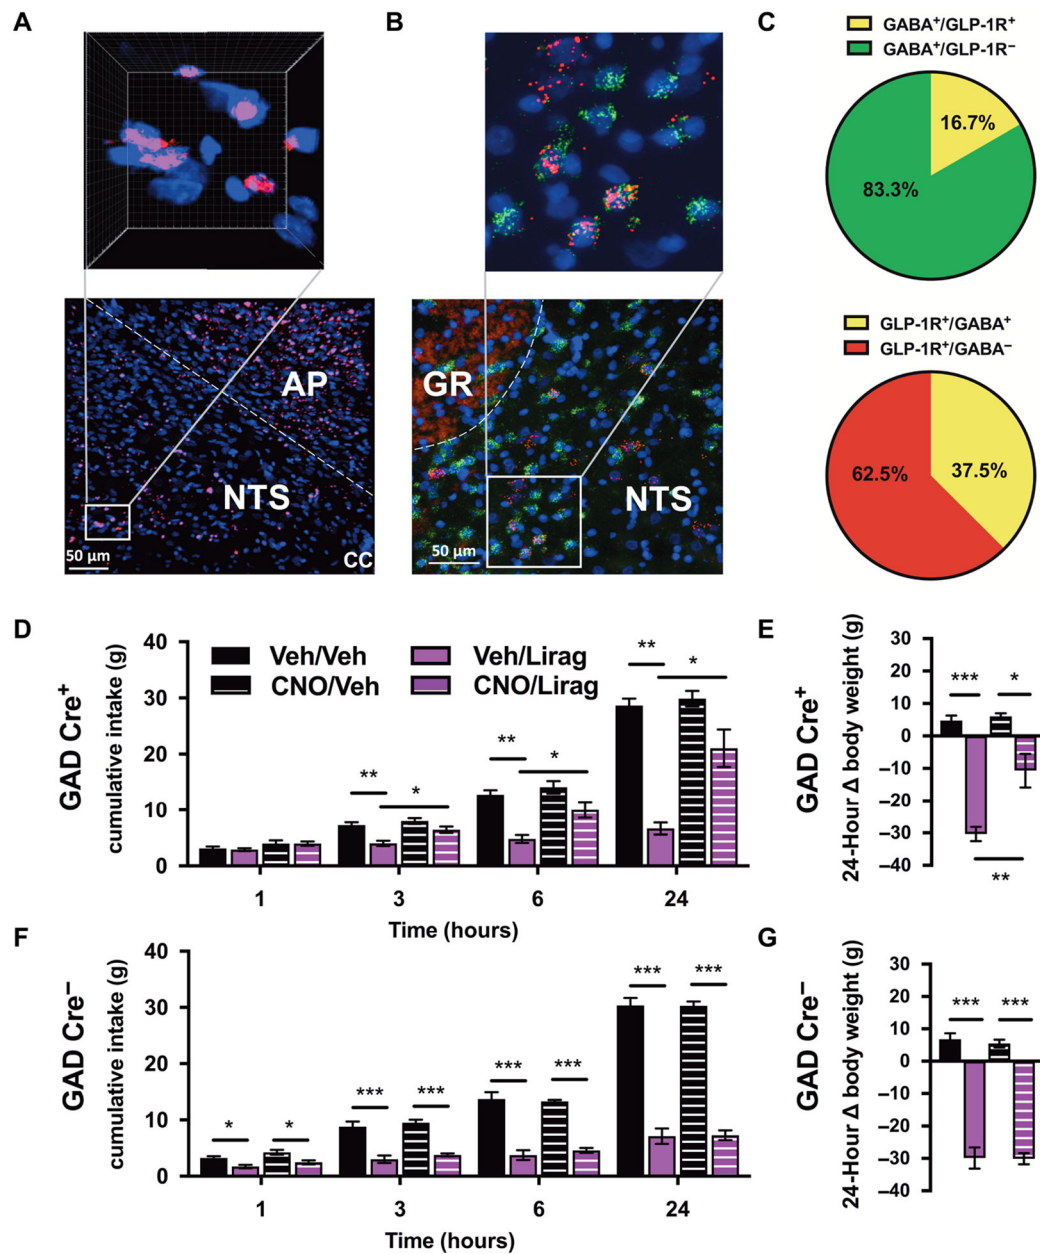 A
B
C
GABA⁺/GLP-1R⁺
GABA⁺/GLP-1R⁻
16.7%
83.3%
AP
NTS
50 µm
CC
GR
NTS
50 µm
GLP-1R⁺/GABA⁺
GLP-1R⁺/GABA⁻
62.5%
37.5%
D
GAD Cre⁺
cumulative intake (g)
40
30
20
10
0
Veh/Veh
Veh/Lirag
CNO/Veh
CNO/Lirag
** *
** *
** *
1 3 6 24
Time (hours)
E
GAD Cre⁺
24-Hour Δ body weight (g)
30
20
10
0
–10
–20
–30
–40
*** *
**
F
GAD Cre⁻
cumulative intake (g)
40
30
20
10
0
* *
*** ***
*** ***
*** ***
1 3 6 24
Time (hours)
G
GAD Cre⁻
24-Hour Δ body weight (g)
30
20
10
0
–10
–20
–30
–40
*** ***